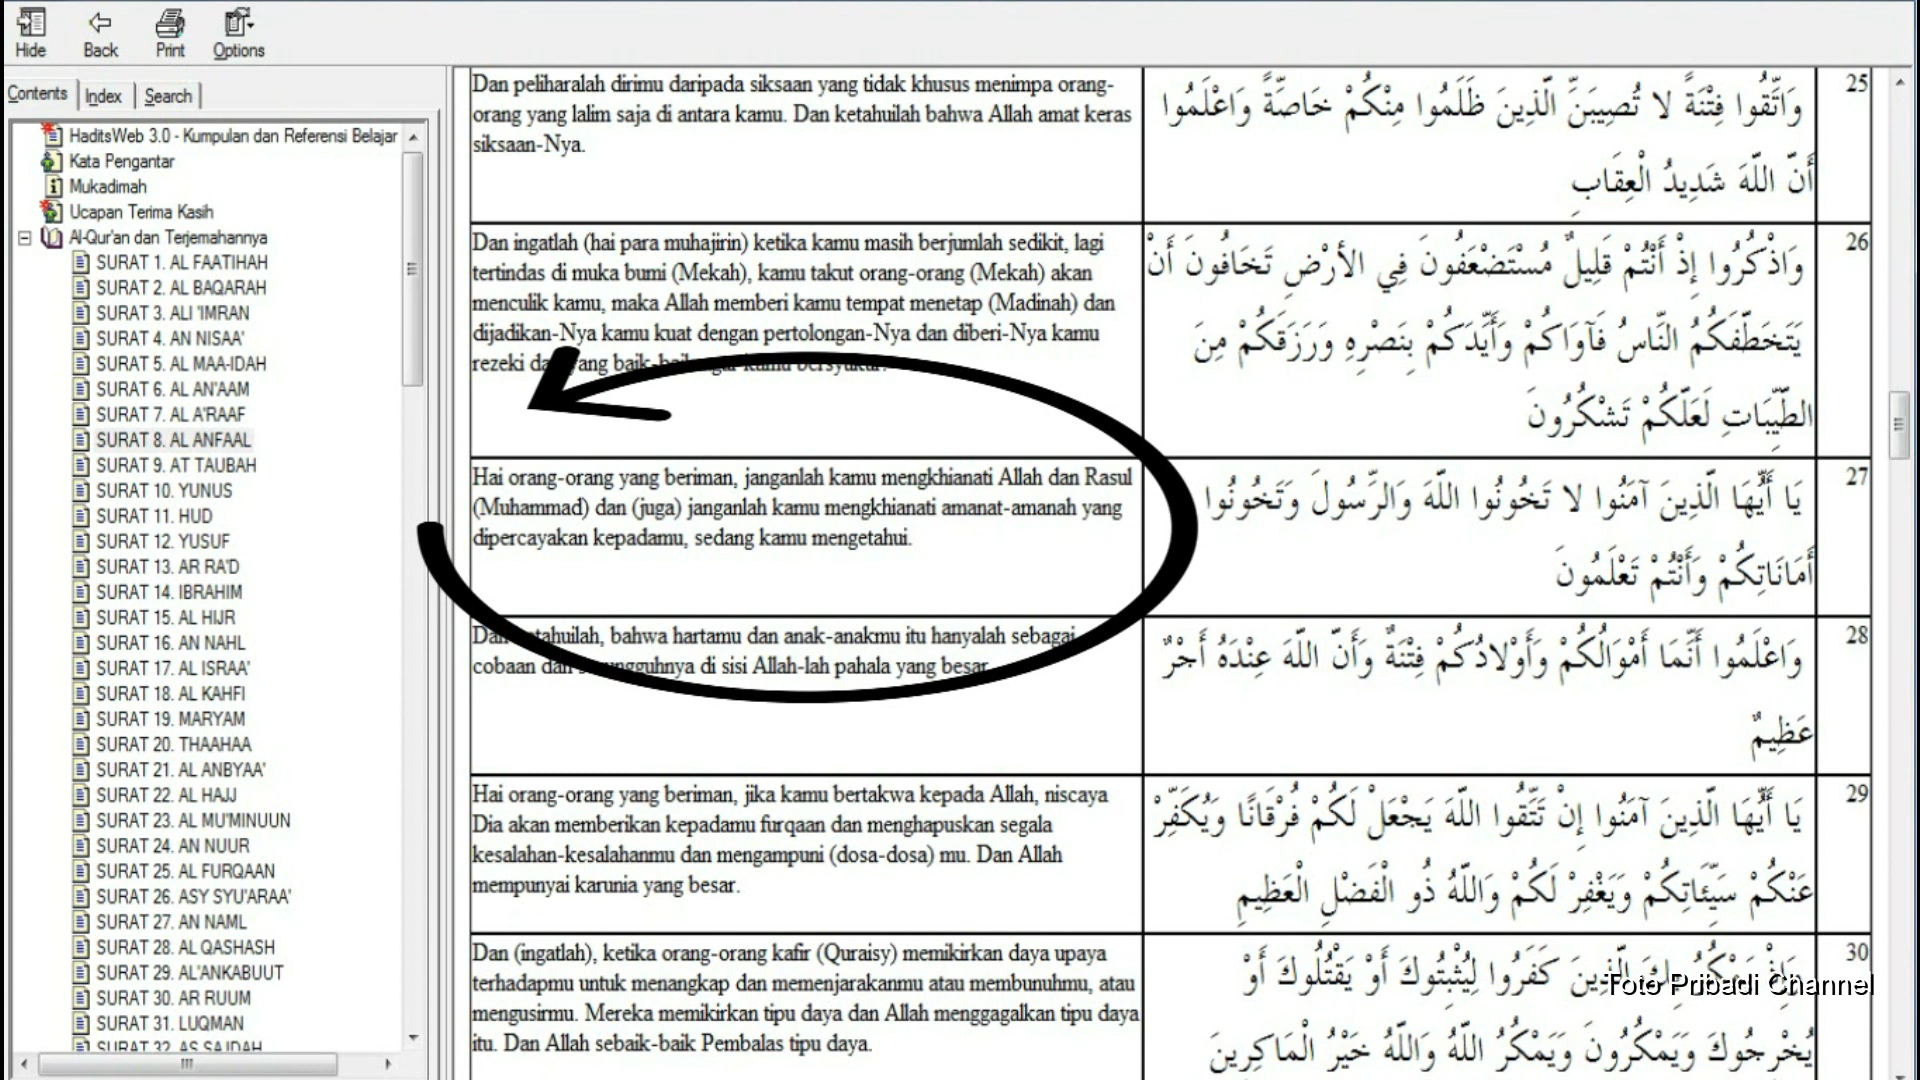 Hide Back Print Options
Contents Index Search
HaditsWeb 3.0 - Kumpulan dan Referensi Belajar
Kata Pengantar
Mukadimah
Ucapan Terima Kasih
Al-Qur'an dan Terjemahannya
SURAT 1. AL FAATIHAH
SURAT 2. AL BAQARAH
SURAT 3. ALI 'IMRAN
SURAT 4. AN NISAA'
SURAT 5. AL MAA-IDAH
SURAT 6. AL AN'AAM
SURAT 7. AL A'RAAF
SURAT 8. AL ANFAAL
SURAT 9. AT TAUBAH
SURAT 10. YUNUS
SURAT 11. HUD
SURAT 12. YUSUF
SURAT 13. AR RA'D
SURAT 14. IBRAHIM
SURAT 15. AL HIJR
SURAT 16. AN NAHL
SURAT 17. AL ISRAA'
SURAT 18. AL KAHFI
SURAT 19. MARYAM
SURAT 20. THAAHAA
SURAT 21. AL ANBYAA'
SURAT 22. AL HAJJ
SURAT 23. AL MU'MINUUN
SURAT 24. AN NUUR
SURAT 25. AL FURQAAN
SURAT 26. ASY SYU'ARAA'
SURAT 27. AN NAML
SURAT 28. AL QASHASH
SURAT 29. AL'ANKABUUT
SURAT 30. AR RUUM
SURAT 31. LUQMAN
SURAT 32. AS SAJDAH
Dan peliharalah dirimu daripada siksaan yang tidak khusus menimpa orang-
orang yang lalim saja di antara kamu. Dan ketahuilah bahwa Allah amat keras
siksaan-Nya.
25
وَاتَّقُوا فِتْنَةً لا تُصِيبَنَّ الَّذِينَ ظَلَمُوا مِنْكُمْ خَاصَّةً وَاعْلَمُوا
أَنَّ اللَّهَ شَدِيدُ الْعِقَابِ
Dan ingatlah (hai para muhajirin) ketika kamu masih berjumlah sedikit, lagi
tertindas di muka bumi (Mekah), kamu takut orang-orang (Mekah) akan
menculik kamu, maka Allah memberi kamu tempat menetap (Madinah) dan
dijadikan-Nya kamu kuat dengan pertolongan-Nya dan diberi-Nya kamu
rezeki yang kamu
26
وَاذْكُرُوا إِذْ أَنْتُمْ قَلِيلٌ مُسْتَضْعَفُونَ فِي الأرْضِ تَخَافُونَ أَنْ
يَتَخَطَّفَكُمُ النَّاسُ فَآوَاكُمْ وَأَيَّدَكُمْ بِنَصْرِهِ وَرَزَقَكُمْ مِنَ
الطَّيِّبَاتِ لَعَلَّكُمْ تَشْكُرُونَ
Hai orang-orang yang beriman, janganlah kamu mengkhianati Allah dan Rasul
(Muhammad) dan (juga) janganlah kamu mengkhianati amanat-amanah yang
dipercayakan kepadamu, sedang kamu mengetahui.
27
يَا أَيُّهَا الَّذِينَ آمَنُوا لا تَخُونُوا اللَّهَ وَالرَّسُولَ وَتَخُونُوا
أَمَانَاتِكُمْ وَأَنْتُمْ تَعْلَمُونَ
bahwa hartamu dan anak-anakmu itu hanyalah sebagai
cobaan di sisi Allah-lah pahala yang besar.
28
وَاعْلَمُوا أَنَّمَا أَمْوَالُكُمْ وَأَوْلادُكُمْ فِتْنَةٌ وَأَنَّ اللَّهَ عِنْدَهُ أَجْرٌ
عَظِيمٌ
Hai orang-orang yang beriman, jika kamu bertakwa kepada Allah, niscaya
Dia akan memberikan kepadamu furqaan dan menghapuskan segala
kesalahan-kesalahanmu dan mengampuni (dosa-dosa) mu. Dan Allah
mempunyai karunia yang besar.
29
يَا أَيُّهَا الَّذِينَ آمَنُوا إِنْ تَتَّقُوا اللَّهَ يَجْعَلْ لَكُمْ فُرْقَانًا وَيُكَفِّرْ
عَنْكُمْ سَيِّئَاتِكُمْ وَيَغْفِرْ لَكُمْ وَاللَّهُ ذُو الْفَضْلِ الْعَظِيمِ
Dan (ingatlah), ketika orang-orang kafir (Quraisy) memikirkan daya upaya
terhadapmu untuk menangkap dan memenjarakanmu atau membunuhmu, atau
mengusirmu. Mereka memikirkan tipu daya dan Allah menggagalkan tipu daya
itu. Dan Allah sebaik-baik Pembalas tipu daya.
30
كَفَرُوا لِيُثْبِتُوكَ أَوْ يَقْتُلُوكَ أَوْ
يُخْرِجُوكَ وَيَمْكُرُونَ وَيَمْكُرُ اللَّهُ وَاللَّهُ خَيْرُ الْمَاكِرِينَ
Foto Pribadi Channel